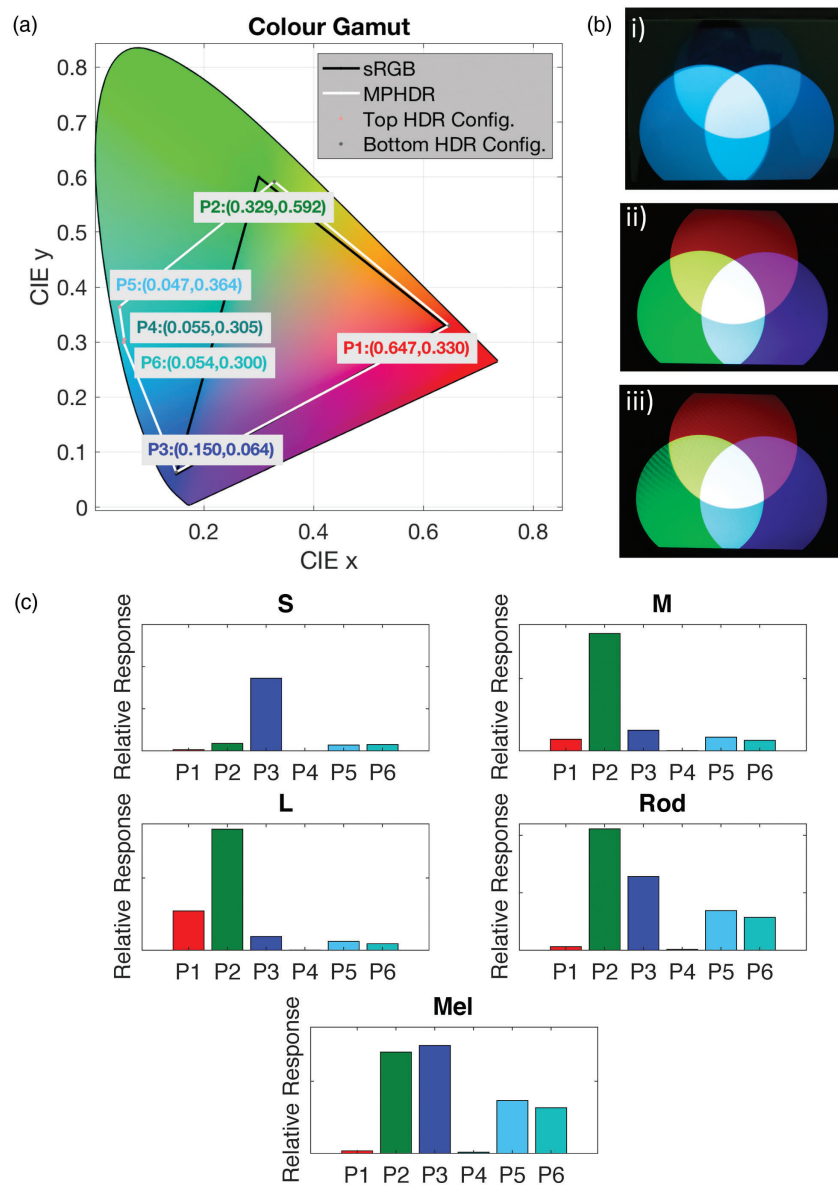 (a)
Colour Gamut
CIE y
0.8
0.7
0.6
0.5
0.4
0.3
0.2
0.1
0
0.2
0.4
0.6
0.8
CIE x
sRGB
MPHDR
Top HDR Config.
Bottom HDR Config.
P2:(0.329,0.592)
P5:(0.047,0.364)
P4:(0.055,0.305)
P6:(0.054,0.300)
P1:(0.647,0.330)
P3:(0.150,0.064)
(b)
i)
ii)
iii)
(c)
S
Relative Response
P1 P2 P3 P4 P5 P6
M
Relative Response
P1 P2 P3 P4 P5 P6
L
Relative Response
P1 P2 P3 P4 P5 P6
Rod
Relative Response
P1 P2 P3 P4 P5 P6
Mel
Relative Response
P1 P2 P3 P4 P5 P6